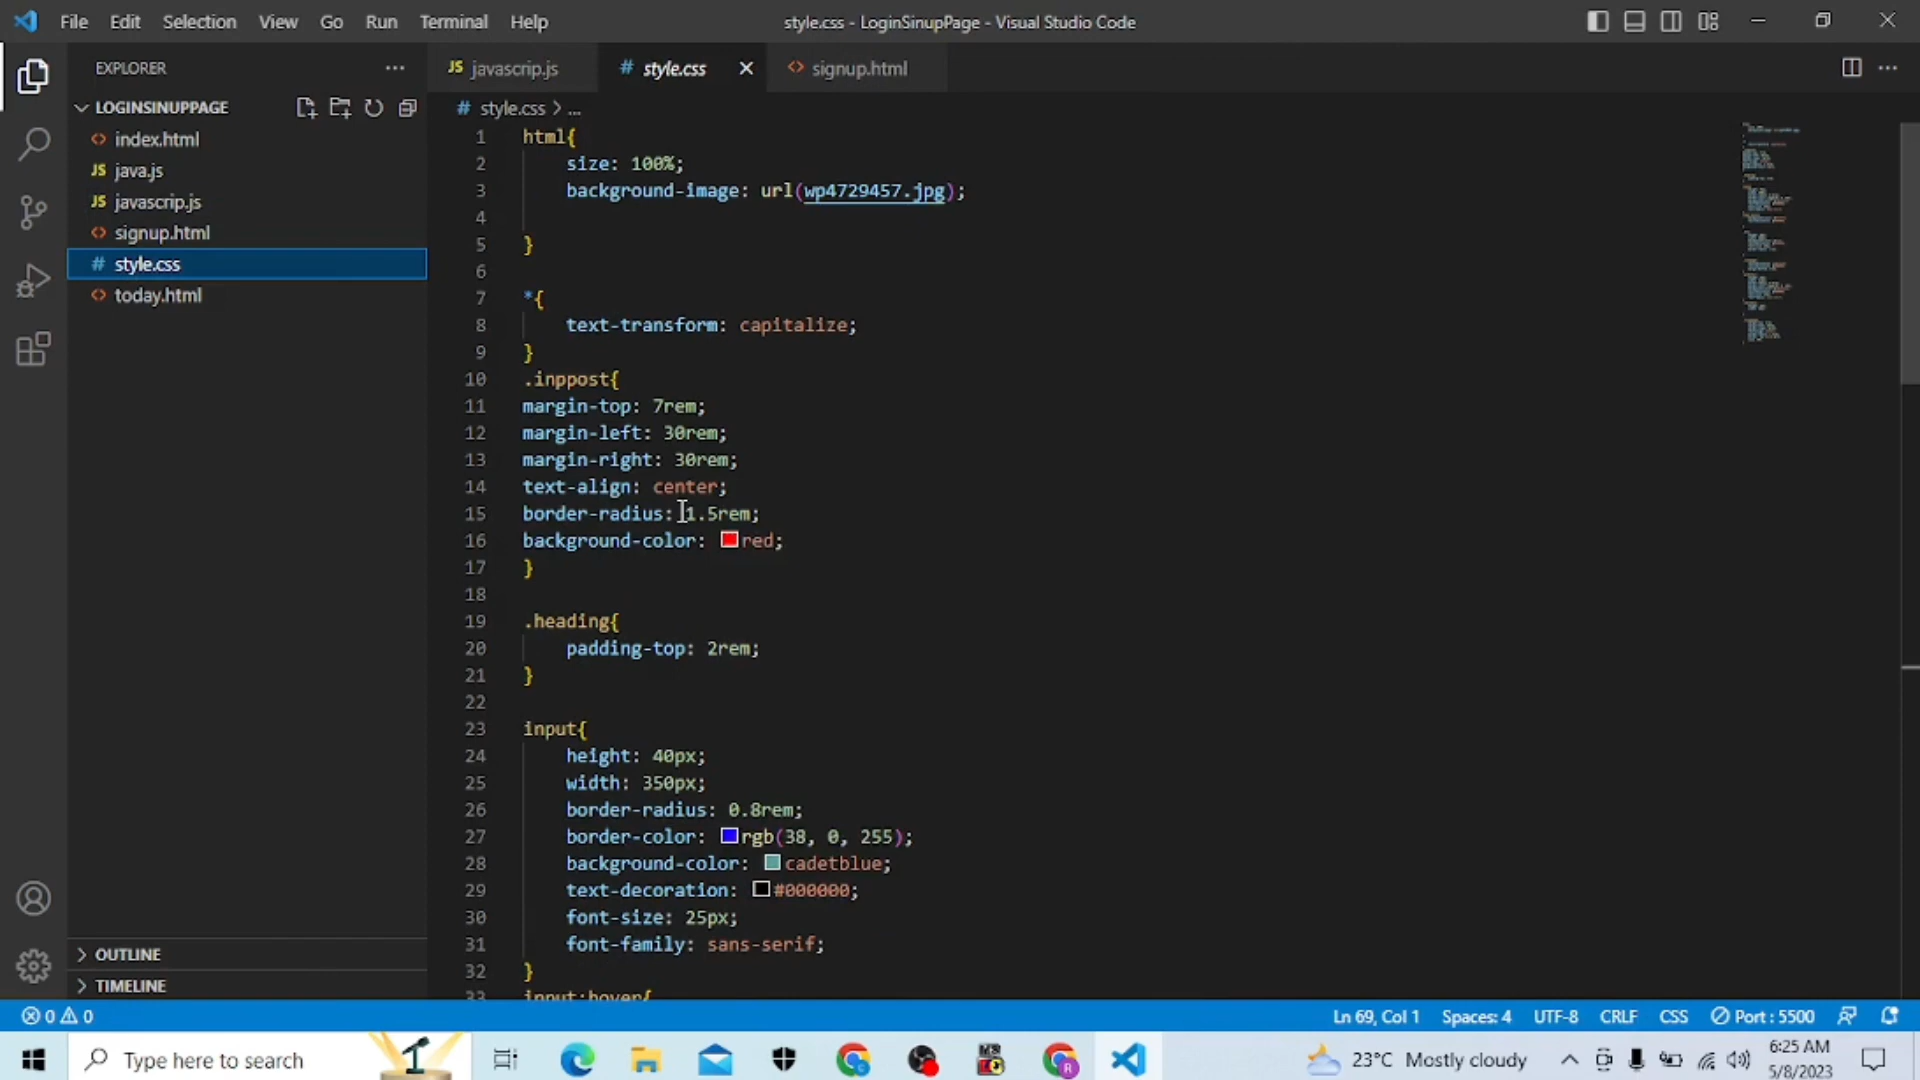 File Edit Selection View Go Run Terminal Help
style.css - LoginSinupPage - Visual Studio Code
EXPLORER
LOGINSINUPPAGE
index.html
JS java.js
JS javascrip.js
signup.html
# style.css
today.html
OUTLINE
TIMELINE
JS javascrip.js
# style.css
signup.html
# style.css > ...
1 html{
2 size: 100%;
3 background-image: url(wp4729457.jpg);
4
5 }
6
7 *{
8 text-transform: capitalize;
9 }
10 .inppost{
11 margin-top: 7rem;
12 margin-left: 30rem;
13 margin-right: 30rem;
14 text-align: center;
15 border-radius: 1.5rem;
16 background-color: red;
17 }
18
19 .heading{
20 padding-top: 2rem;
21 }
22
23 input{
24 height: 40px;
25 width: 350px;
26 border-radius: 0.8rem;
27 border-color: rgb(38, 0, 255);
28 background-color: cadetblue;
29 text-decoration: #000000;
30 font-size: 25px;
31 font-family: sans-serif;
32 }
33 input:hover{
0 0
Ln 69, Col 1 Spaces: 4 UTF-8 CRLF CSS Port : 5500
Type here to search
23°C Mostly cloudy
6:25 AM
5/8/2023